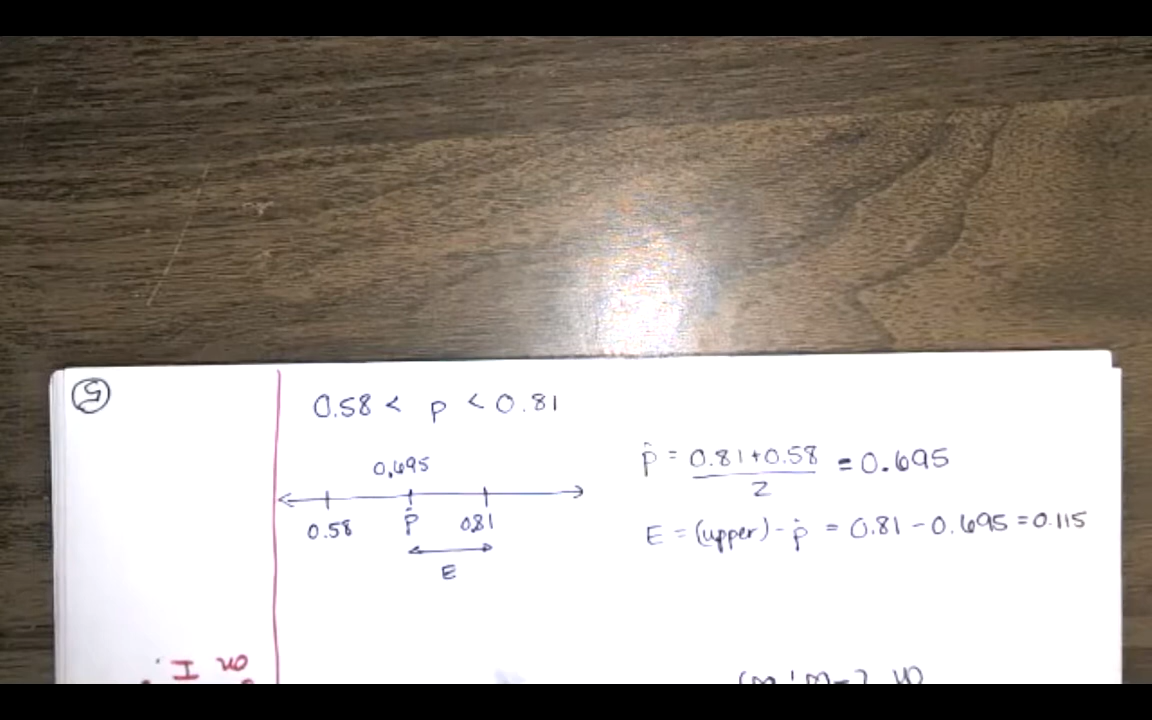 5
0.58 < p < 0.81
0.695
0.58 p̂ 0.81
E
p̂ = 0.81+0.58 / 2 = 0.695
E = (upper) - p̂ = 0.81 - 0.695 = 0.115